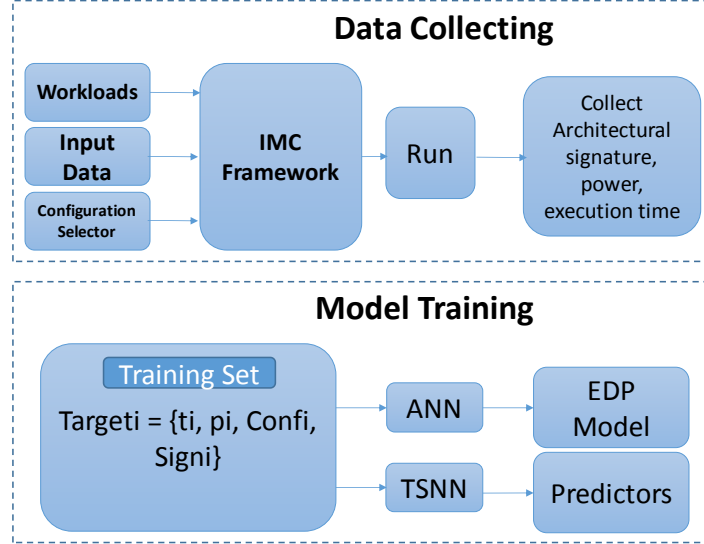 Data Collecting
Workloads
Input
Data
Configuration
Selector
IMC
Framework
Run
Collect
Architectural
signature,
power,
execution time
Model Training
Training Set
Targeti = {ti, pi, Confi,
Signi}
ANN
EDP
Model
TSNN
Predictors